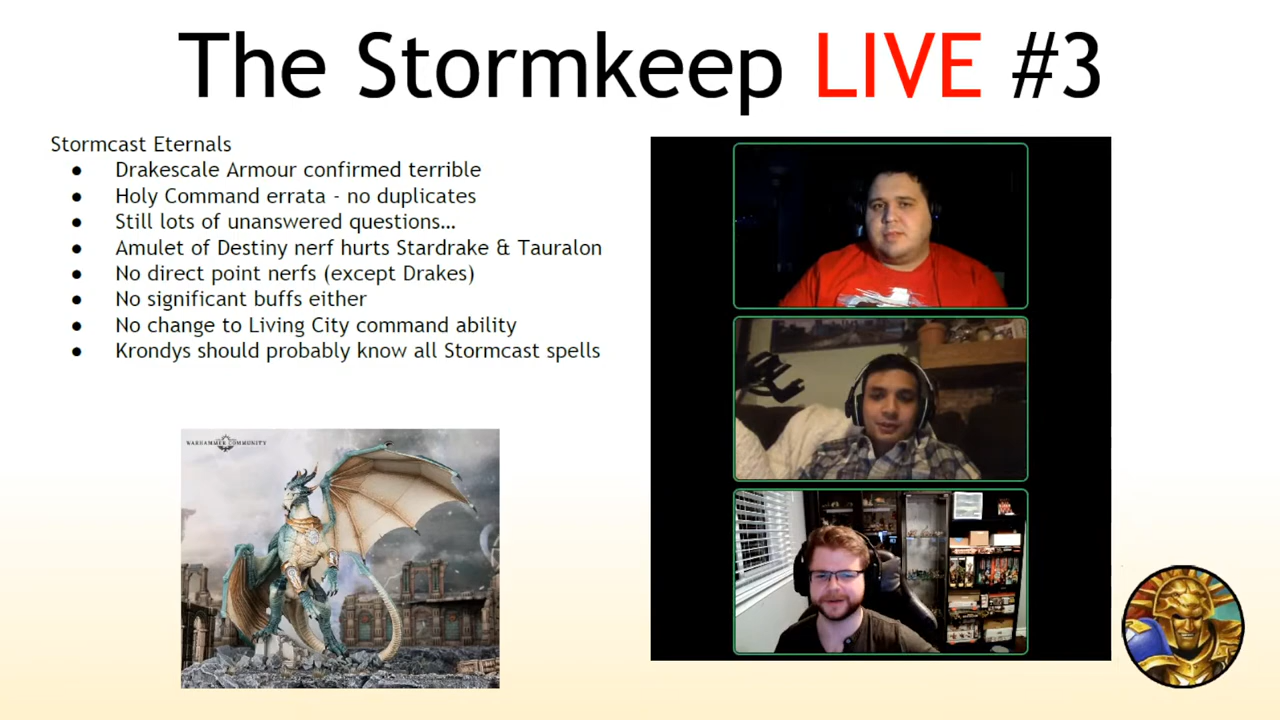 The Stormkeep LIVE #3
Stormcast Eternals
● Drakescale Armour confirmed terrible
● Holy Command errata - no duplicates
● Still lots of unanswered questions…
● Amulet of Destiny nerf hurts Stardrake & Tauralon
● No direct point nerfs (except Drakes)
● No significant buffs either
● No change to Living City command ability
● Krondys should probably know all Stormcast spells
WARHAMMER COMMUNITY